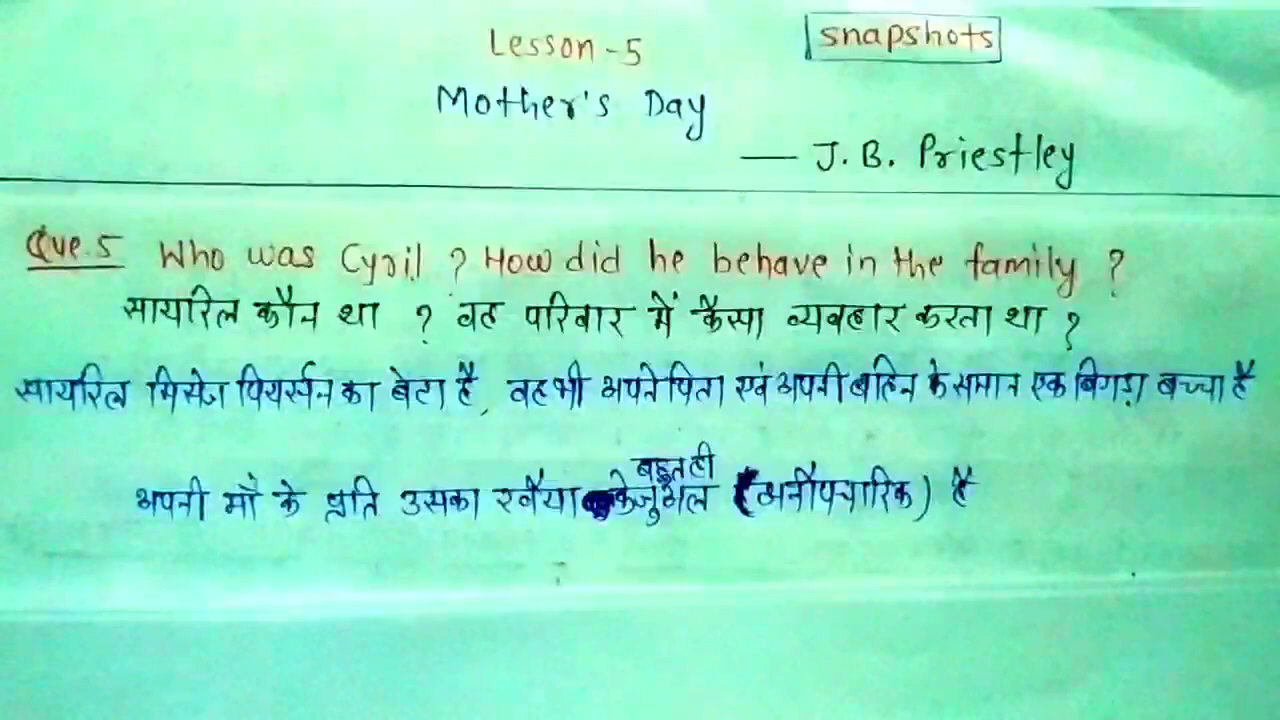 Lesson-5
snapshots
Mother's Day
— J.B. Priestley
Que.5 Who was Cyril ? How did he behave in the family ?
सायरिल कौन था ? वह परिवार में कैसा व्यवहार करता था ?
सायरिल मिसेज पियर्सन का बेटा है, वह भी अपने पिता एवं अपनी बहिन के समान एक बिगड़ा बच्चा है
अपनी माँ के प्रति उसका रवैया बहुत ही केजुअल (अनौपचारिक) है